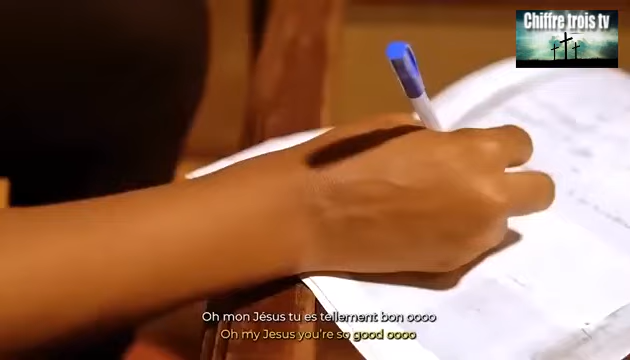 Chiffre trois tv
Oh mon Jésus tu es tellement bon oooo
Oh my Jesus you're so good oooo